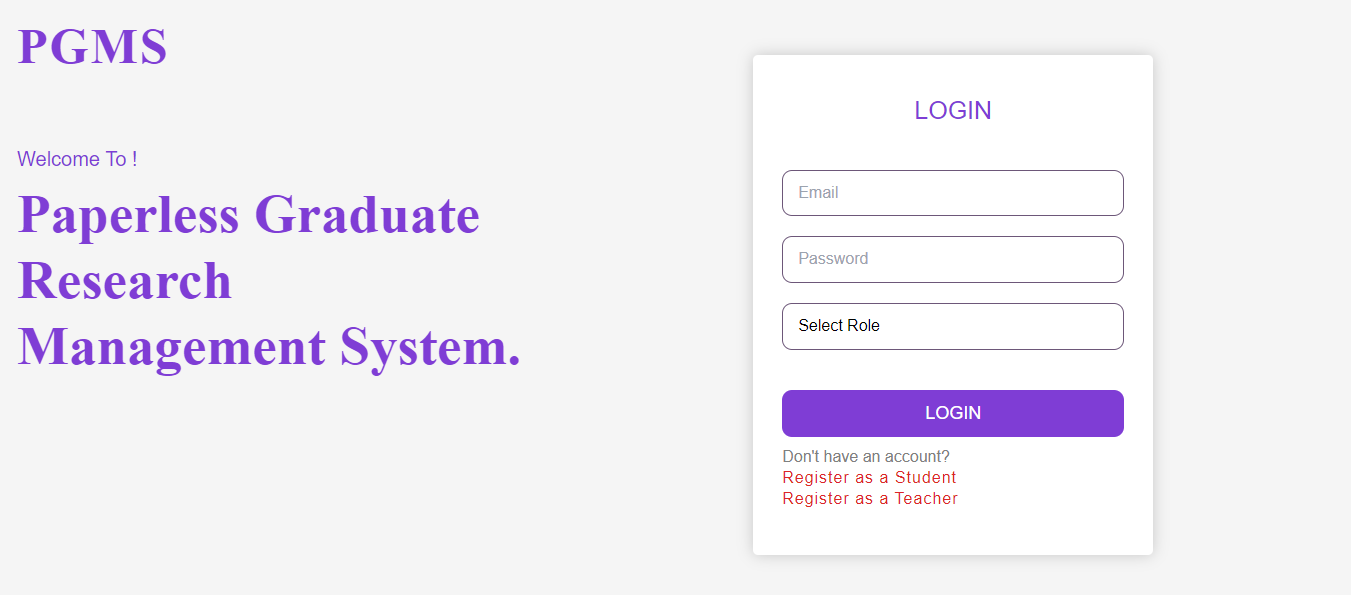 PGMS
Welcome To !
Paperless Graduate
Research
Management System.
LOGIN
Email
Password
Select Role
LOGIN
Don't have an account?
Register as a Student
Register as a Teacher